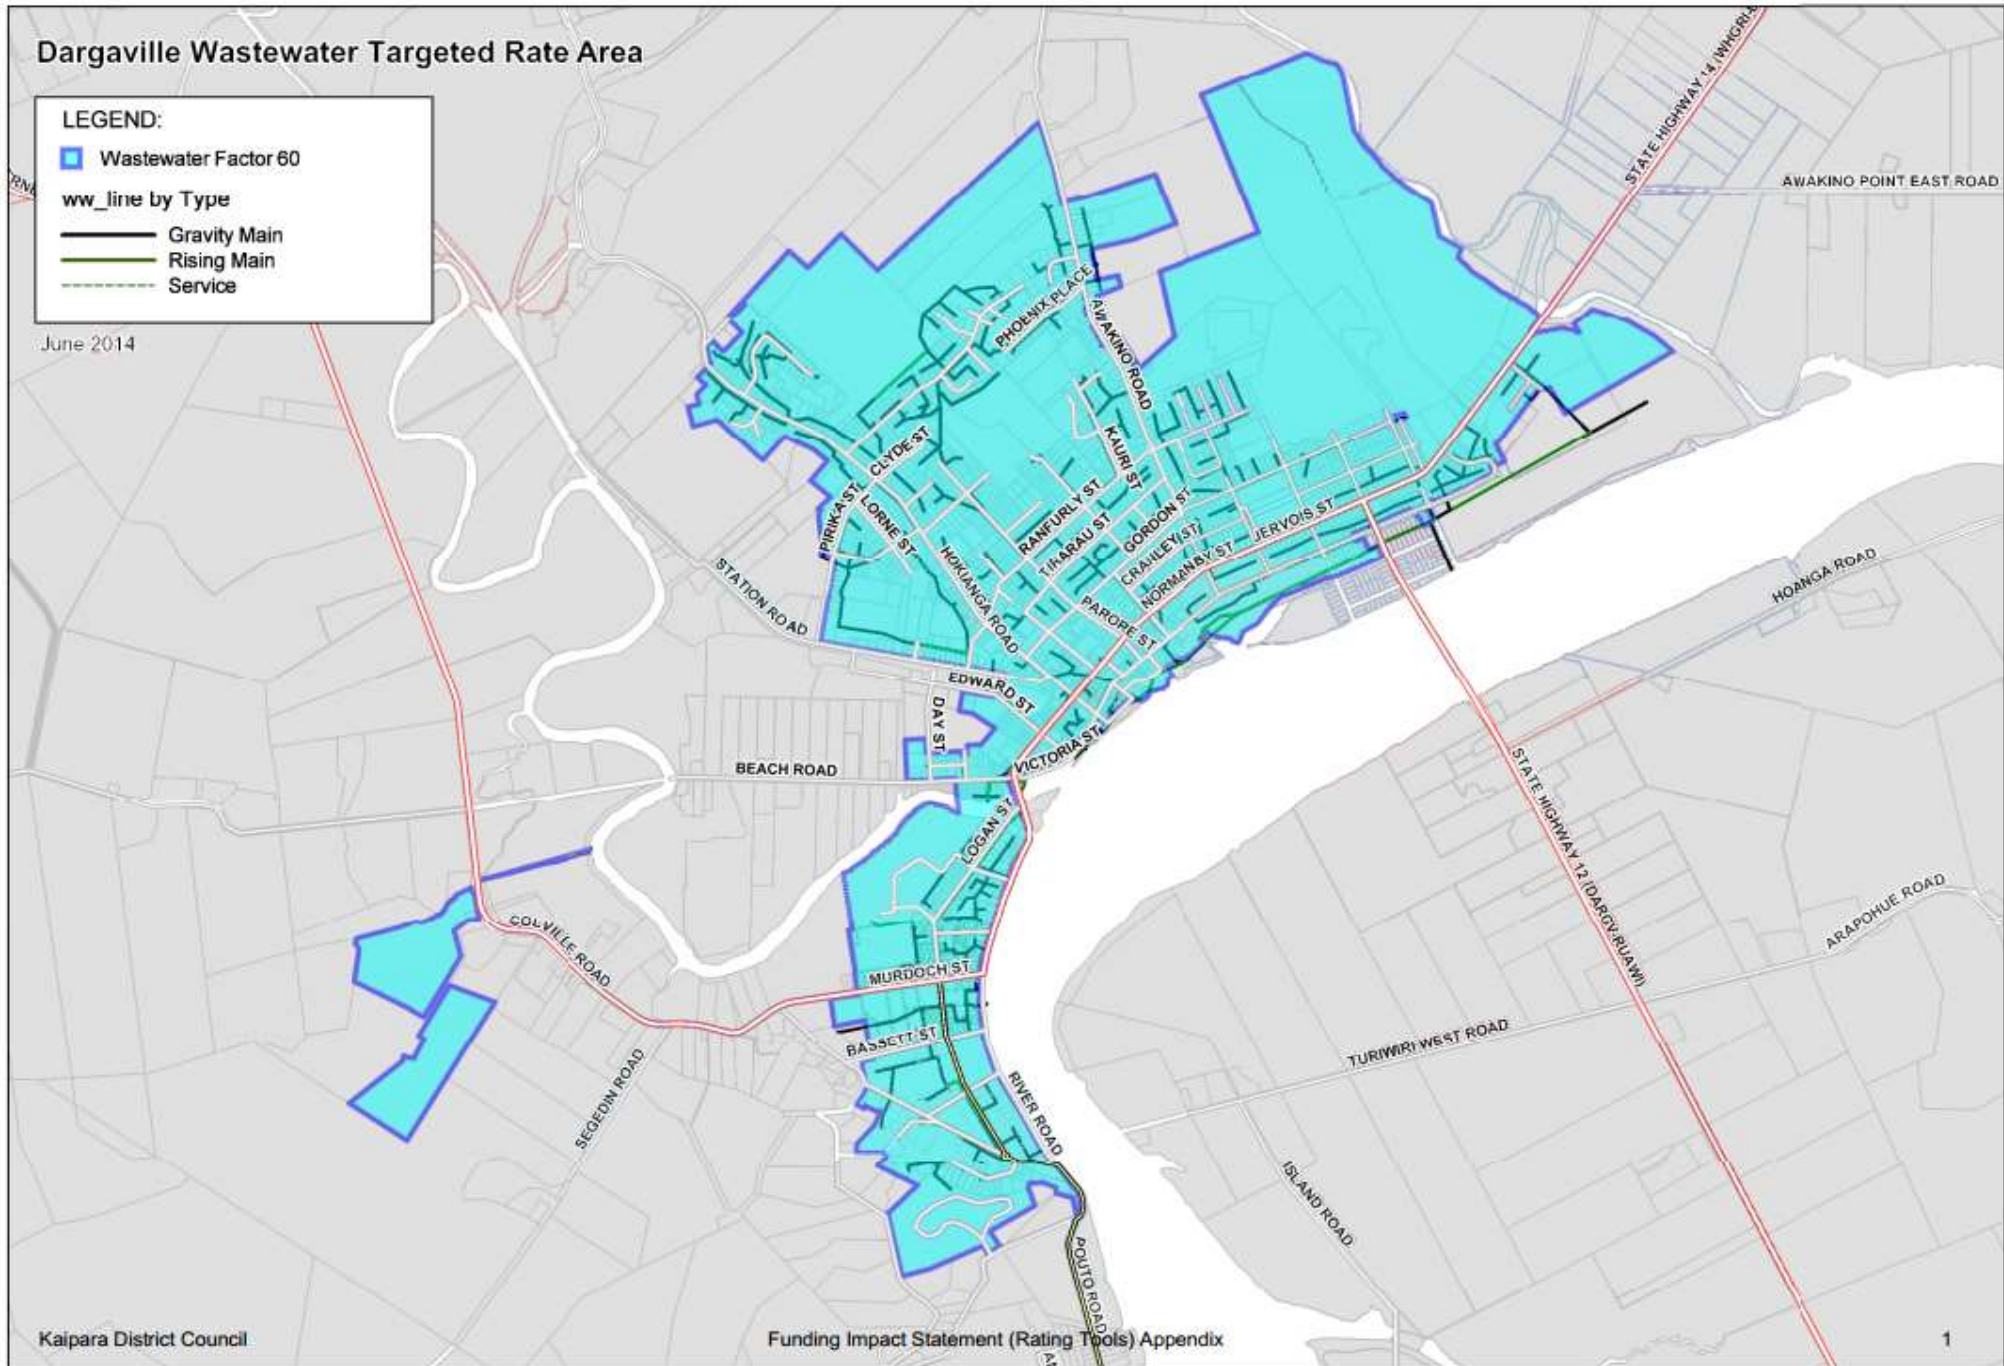 Dargaville Wastewater Targeted Rate Area
LEGEND:
Wastewater Factor 60
ww_line by Type
Gravity Main
Rising Main
Service
June 2014
STATE HIGHWAY 14
AWAKINO POINT EAST ROAD
PHOENIX PLACE
AWAKINO ROAD
CLYDE ST
KAURI ST
PIRIKA ST
LORNE ST
RANFURLY ST
GORDON ST
TIRARAU ST
JERVOIS ST
NORMANBY ST
HOKIANGA ROAD
STATION ROAD
PARORE ST
HOANGA ROAD
EDWARD ST
DAY ST
VICTORIA ST
BEACH ROAD
STATE HIGHWAY 12 (DARGV-RUAWI)
LOGAN ST
COLVILLE ROAD
ARAPOHUE ROAD
MURDOCH ST
BASSETT ST
TURIWIRI WEST ROAD
SEGEDIN ROAD
RIVER ROAD
ISLAND ROAD
POUTO ROAD
Kaipara District Council
Funding Impact Statement (Rating Tools) Appendix
1